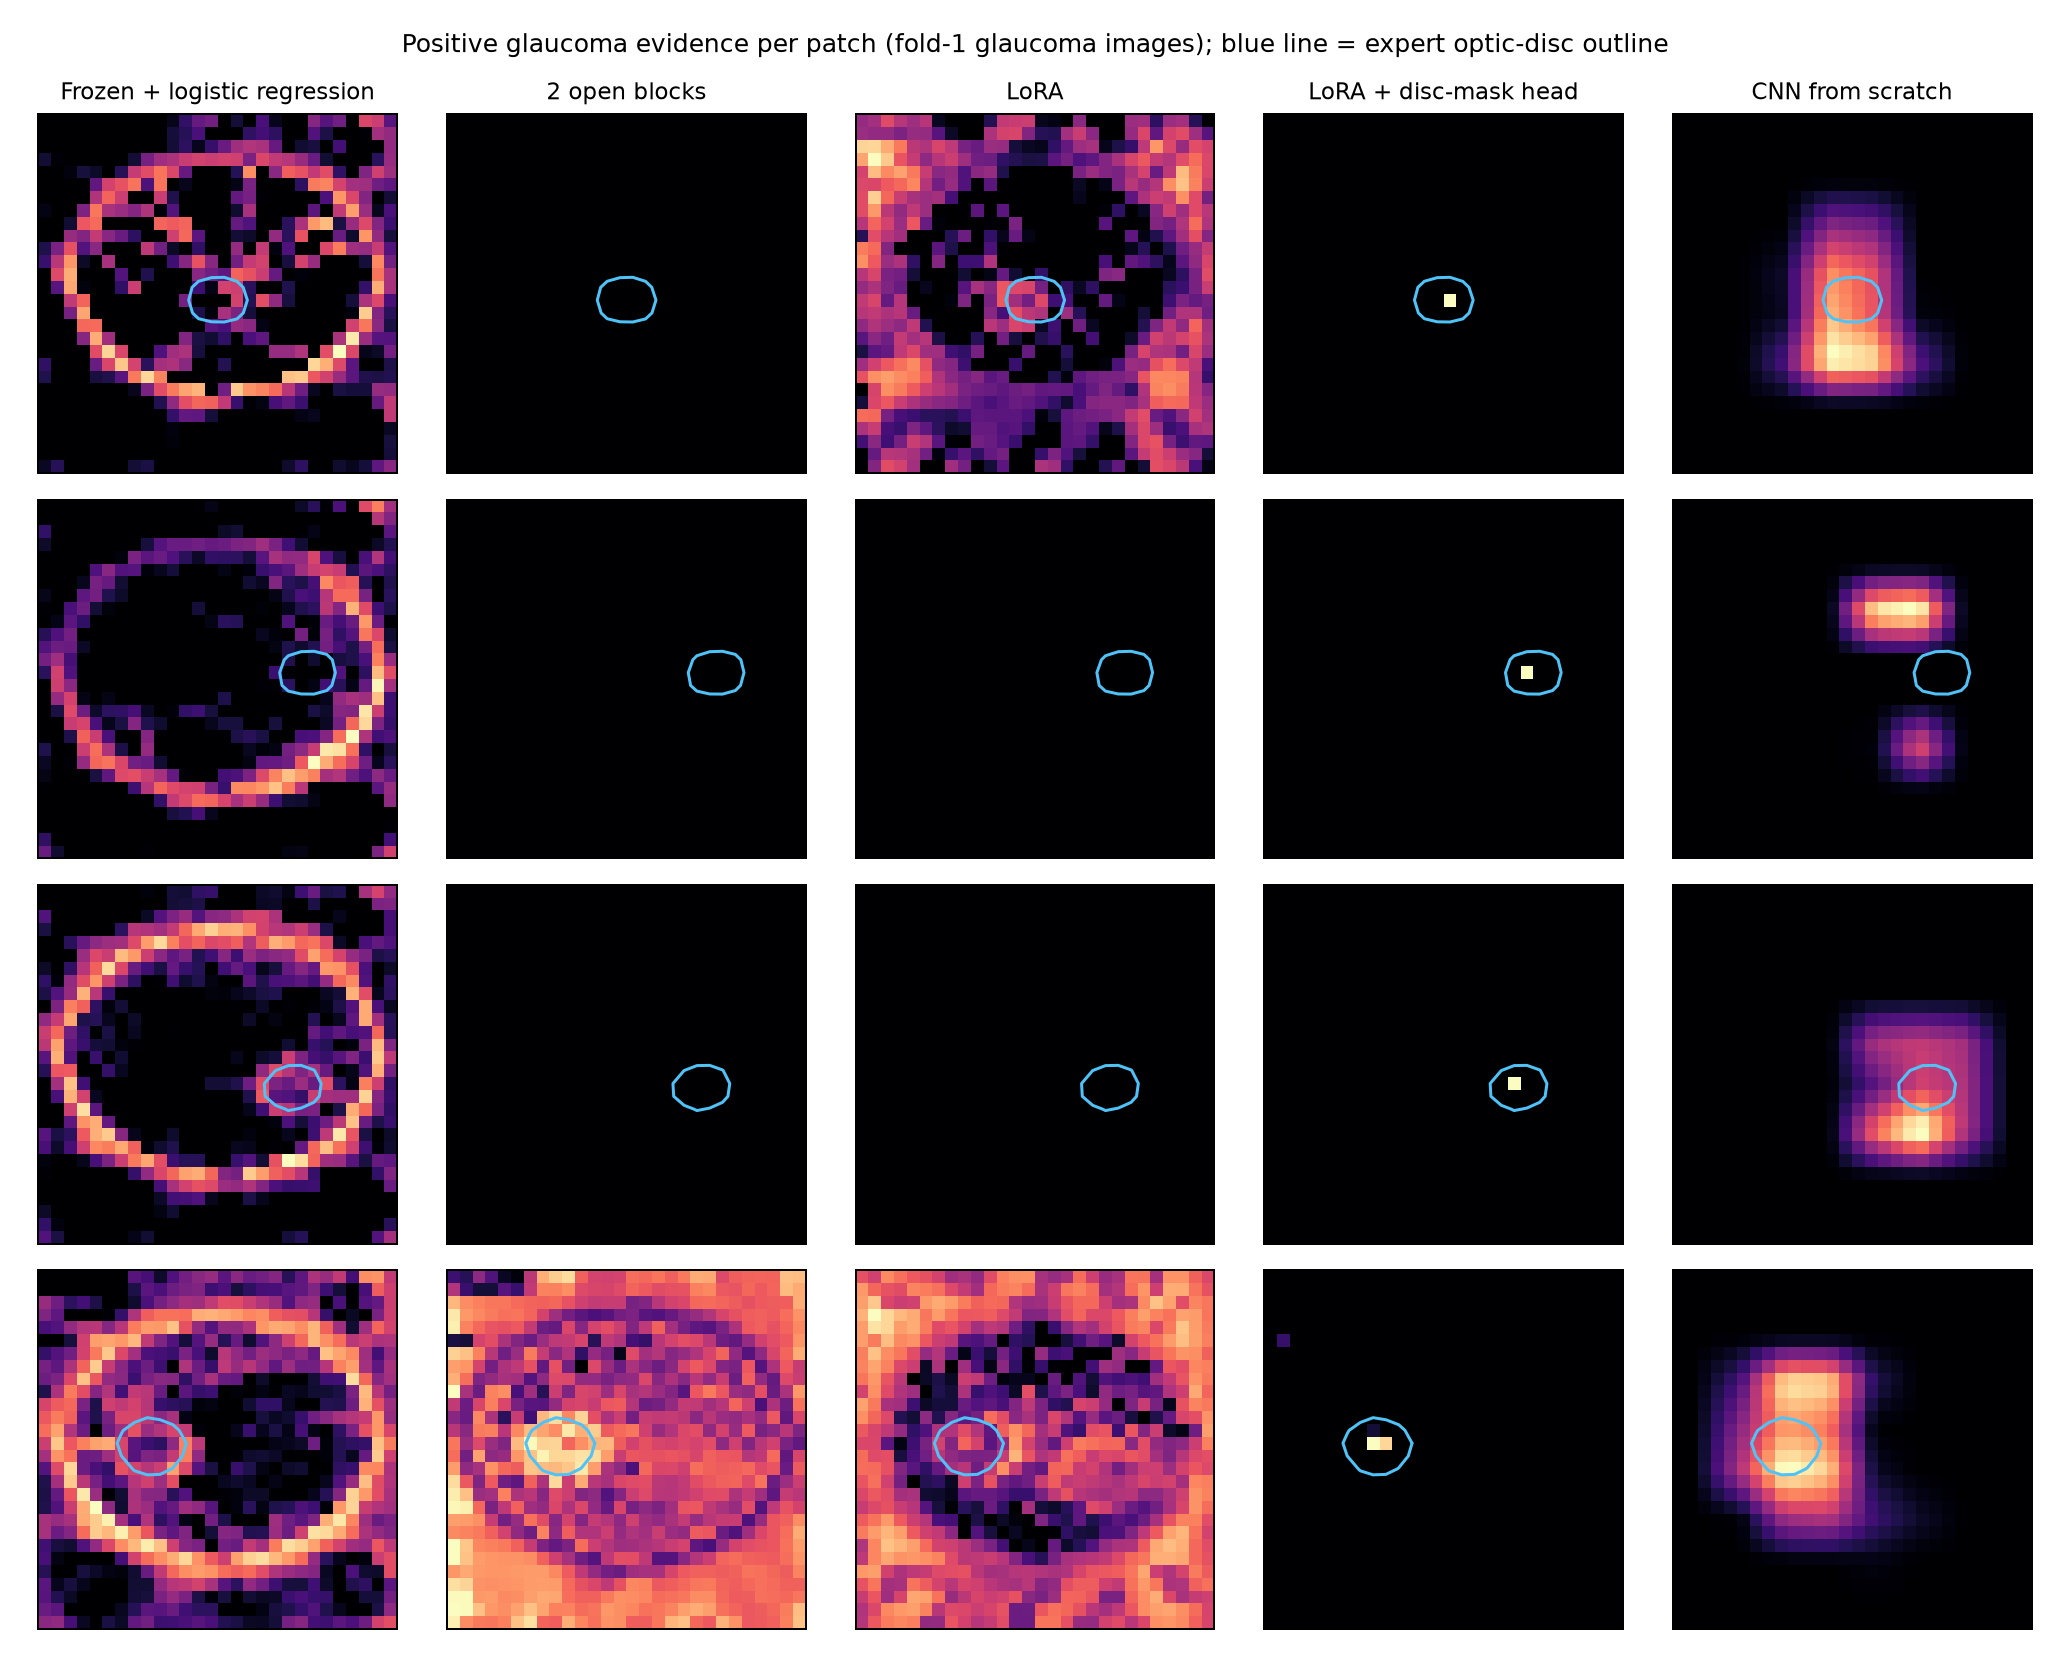 Positive glaucoma evidence per patch (fold-1 glaucoma images); blue line = expert optic-disc outline
Frozen + logistic regression
2 open blocks
LoRA
LoRA + disc-mask head
CNN from scratch